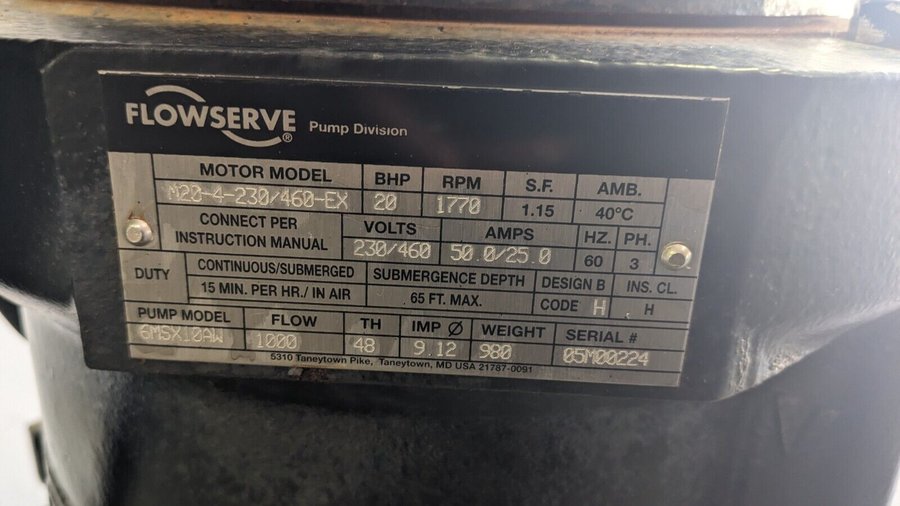 FLOWSERVE® Pump Division
MOTOR MODEL BHP RPM S.F. AMB.
M20-4-230/460-EX 20 1770 1.15 40°C
CONNECT PER INSTRUCTION MANUAL VOLTS AMPS HZ. PH.
230/460 50.0/25.0 60 3
DUTY CONTINUOUS/SUBMERGED SUBMERGENCE DEPTH DESIGN B INS. CL.
15 MIN. PER HR./ IN AIR 65 FT. MAX. CODE H H
PUMP MODEL FLOW TH IMP Ø WEIGHT SERIAL #
6MSX10AW 1000 48 9.12 980 05M00224
5310 Taneytown Pike, Taneytown, MD USA 21787-0091